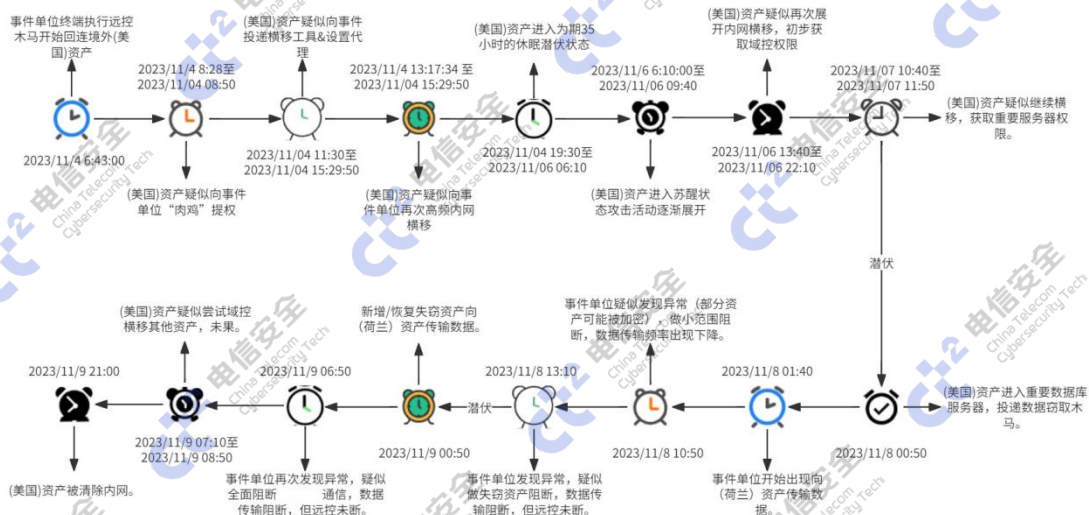 事件单位终端执行远控
木马开始回连境外(美
国)资产
2023/11/4 6:43:00
2023/11/4 8:28至
2023/11/04 08:50
(美国)资产疑似向事件
单位“肉鸡”提权
(美国)资产疑似向事件
投递横移工具&设置代
理
2023/11/04 11:30至
2023/11/04 15:29:50
2023/11/4 13:17:34 至
2023/11/04 15:29:50
(美国)资产疑似向事
件单位再次高频内网
横移
(美国)资产进入为期35
小时的休眠潜伏状态
2023/11/04 19:30至
2023/11/06 06:10
2023/11/6 6:10:00至
2023/11/06 09:40
(美国)资产进入苏醒状
态攻击活动逐渐展开
(美国)资产疑似再次展
开内网横移，初步获
取域控权限
2023/11/06 13:40至
2023/11/06 22:10
2023/11/07 10:40至
2023/11/07 11:50
(美国)资产疑似继续横
移，获取重要服务器权
限。
潜伏
(美国)资产进入重要数据库
服务器，投递数据窃取木
马。
2023/11/8 00:50
2023/11/8 01:40
事件单位开始出现向
（荷兰）资产传输数
据。
事件单位疑似发现异常（部分资
产可能被加密），做小范围阻
断，数据传输频率出现下降。
2023/11/8 10:50
2023/11/8 13:10
事件单位发现异常，疑似
做失窃资产阻断，数据传
输阻断，但远控未断。
潜伏
新增/恢复失窃资产向
（荷兰）资产传输数据。
2023/11/9 00:50
2023/11/9 06:50
事件单位再次发现异常，疑似
全面阻断 通信，数据
传输阻断，但远控未断。
(美国)资产疑似尝试域控
横移其他资产，未果。
2023/11/9 07:10至
2023/11/9 08:50
2023/11/9 21:00
(美国)资产被清除内网。
电信安全
China Telecom
Cybersecurity Tech